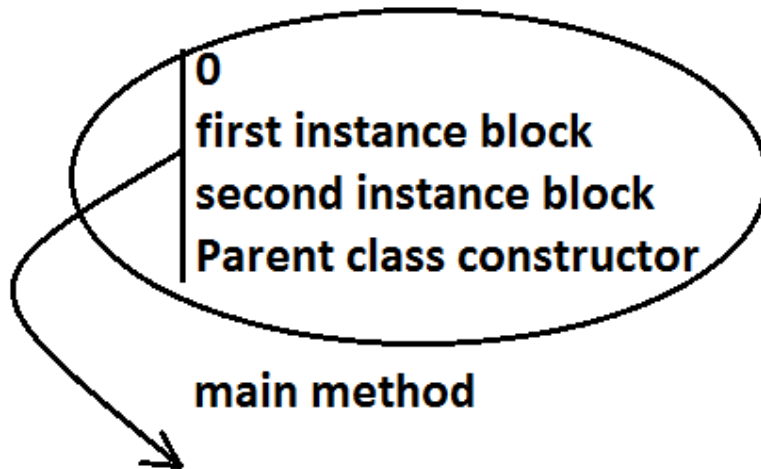 0
first instance block
second instance block
Parent class constructor
main method